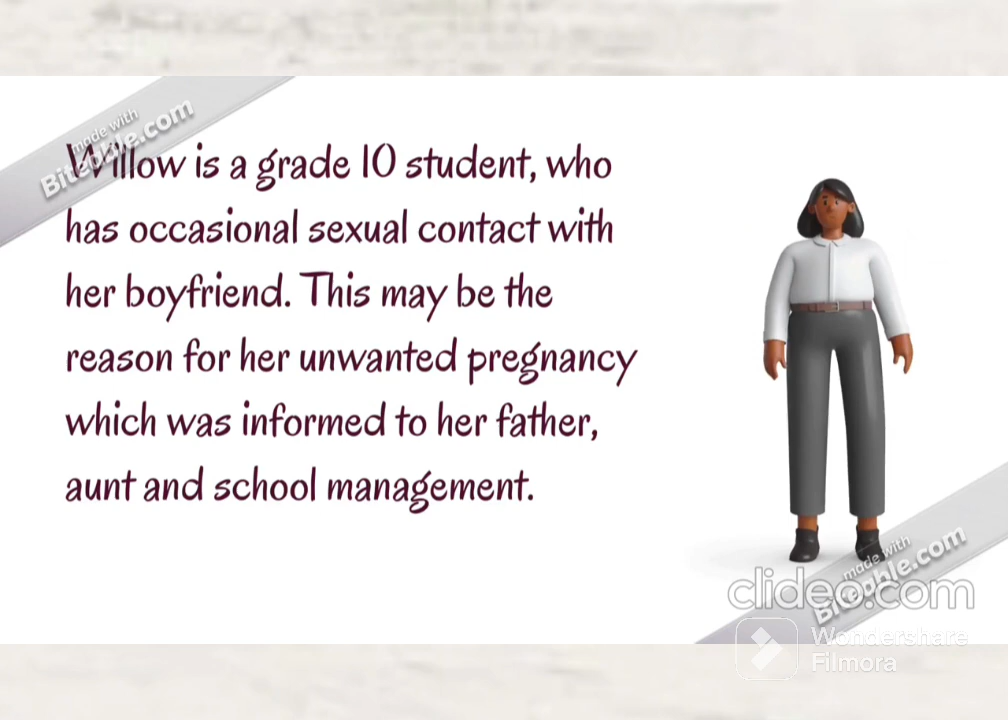 made with
Biteable.com
Willow is a grade 10 student, who
has occasional sexual contact with
her boyfriend. This may be the
reason for her unwanted pregnancy
which was informed to her father,
aunt and school management.
made with
Biteable.com
clideo.com
Wondershare
Filmora